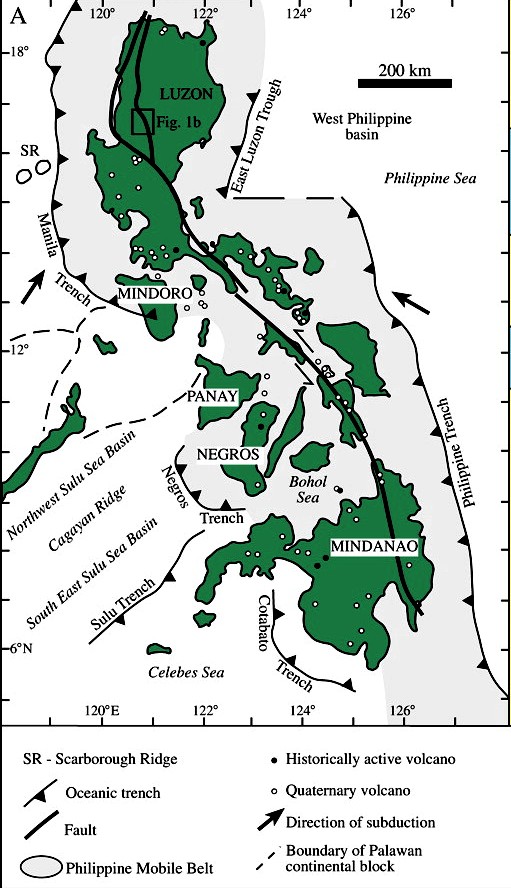 A
120°
122°
124°
126°
18°
200 km
LUZON
Fig. 1b
East Luzon Trough
West Philippine
basin
Philippine Sea
SR
Manila
Trench
MINDORO
12°
PANAY
NEGROS
Negros
Trench
Bohol
Sea
Philippine Trench
Northwest Sulu Sea Basin
Cagayan Ridge
South East Sulu Sea Basin
MINDANAO
Sulu Trench
Cotabato
Trench
6°N
Celebes Sea
120°E
122°
124°
126°
SR - Scarborough Ridge
Oceanic trench
Fault
Philippine Mobile Belt
Historically active volcano
Quaternary volcano
Direction of subduction
Boundary of Palawan
continental block